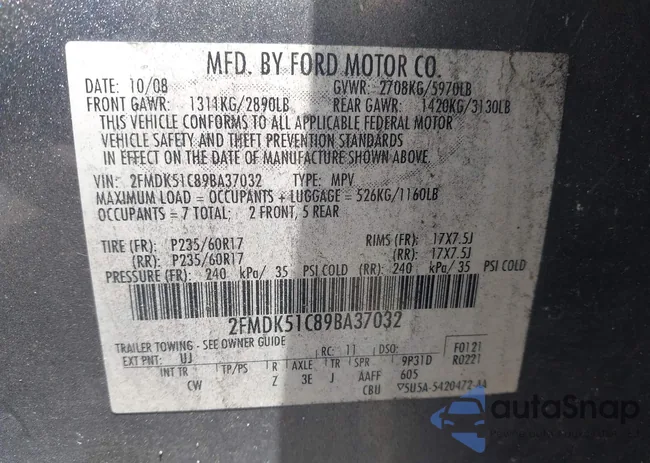 MFD. BY FORD MOTOR CO.
DATE: 10/08 GVWR: 2708KG/5970LB
FRONT GAWR: 1314KG/2890LB REAR GAWR: 1420KG/3130LB
THIS VEHICLE CONFORMS TO ALL APPLICABLE FEDERAL MOTOR
VEHICLE SAFETY AND THEFT PREVENTION STANDARDS
IN EFFECT ON THE DATE OF MANUFACTURE SHOWN ABOVE.
VIN: 2FMDK51C89BA37032 TYPE: MPV
MAXIMUM LOAD = OCCUPANTS + LUGGAGE = 526KG/1160LB
OCCUPANTS = 7 TOTAL; 2 FRONT, 5 REAR
TIRE (FR): P235/60R17 RIMS (FR): 17X7.5J
(RR): P235/60R17 (RR): 17X7.5J
PRESSURE (FR): 240 kPa/ 35 PSI COLD (RR): 240 kPa/ 35 PSI COLD
2FMDK51C89BA37032
TRAILER TOWING - SEE OWNER GUIDE F0121
EXT PNT: UJ RC: 11 DSO: R0221
INT TR TP/PS R AXLE TR SPR 9P31D
CW Z 3E J AAFF 605
CBU 5U5A-5420472-AA
autoSnap